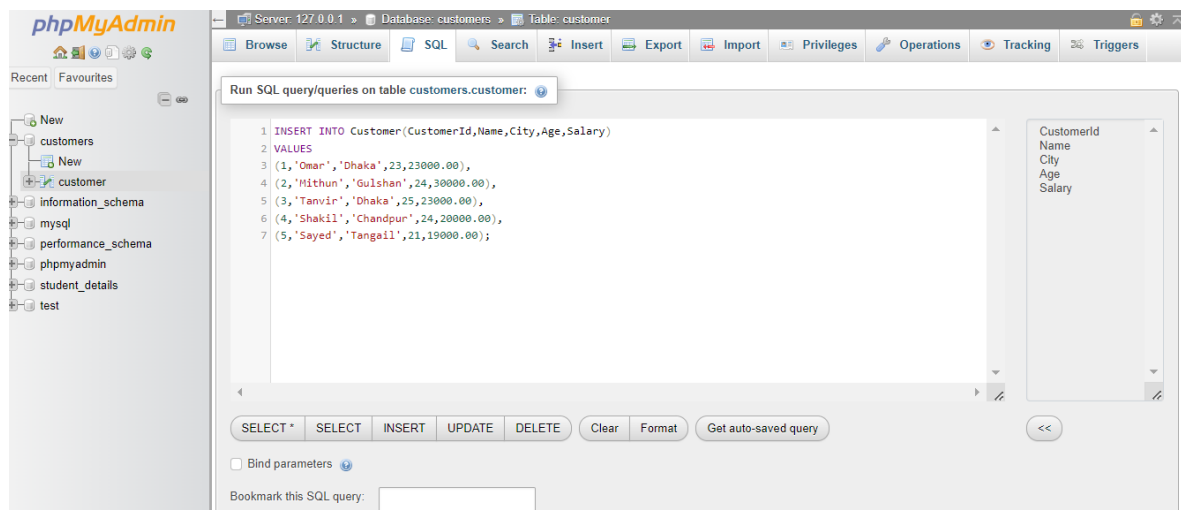 phpMyAdmin
Recent Favourites
New
customers
New
customer
information_schema
mysql
performance_schema
phpmyadmin
student_details
test
Server: 127.0.0.1 » Database: customers » Table: customer
Browse Structure SQL Search Insert Export Import Privileges Operations Tracking Triggers
Run SQL query/queries on table customers.customer:
1 INSERT INTO Customer(CustomerId,Name,City,Age,Salary)
2 VALUES
3 (1,'Omar','Dhaka',23,23000.00),
4 (2,'Mithun','Gulshan',24,30000.00),
5 (3,'Tanvir','Dhaka',25,23000.00),
6 (4,'Shakil','Chandpur',24,20000.00),
7 (5,'Sayed','Tangail',21,19000.00);
CustomerId
Name
City
Age
Salary
SELECT * SELECT INSERT UPDATE DELETE Clear Format Get auto-saved query <<
Bind parameters
Bookmark this SQL query: